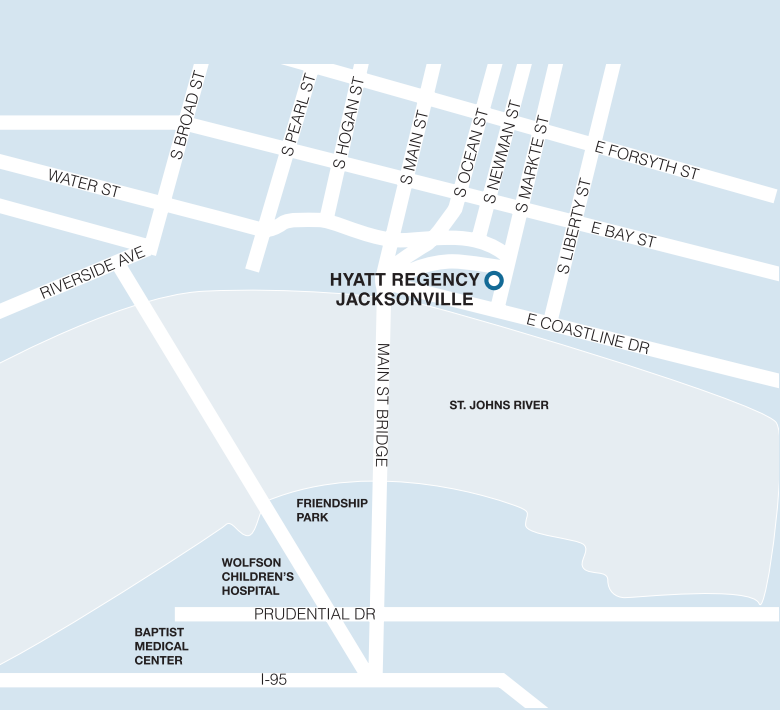 S BROAD ST
S PEARL ST
S HOGAN ST
S MAIN ST
S OCEAN ST
S NEWMAN ST
S MARKTE ST
S LIBERTY ST
E FORSYTH ST
WATER ST
E BAY ST
RIVERSIDE AVE
HYATT REGENCY
JACKSONVILLE
E COASTLINE DR
MAIN ST BRIDGE
ST. JOHNS RIVER
FRIENDSHIP
PARK
WOLFSON
CHILDREN'S
HOSPITAL
PRUDENTIAL DR
BAPTIST
MEDICAL
CENTER
I-95